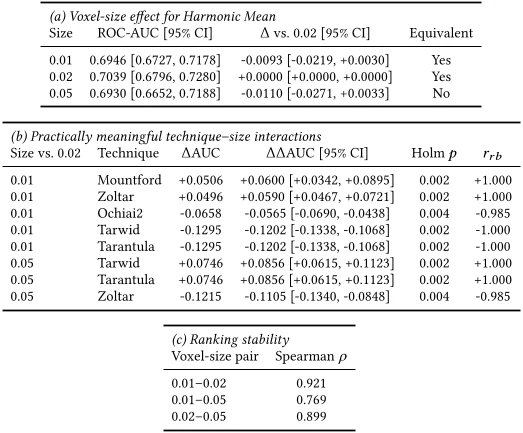 (a) Voxel-size effect for Harmonic Mean
Size ROC-AUC [95% CI] Δ vs. 0.02 [95% CI] Equivalent
0.01 0.6946 [0.6727, 0.7178] -0.0093 [-0.0219, +0.0030] Yes
0.02 0.7039 [0.6796, 0.7280] +0.0000 [+0.0000, +0.0000] Yes
0.05 0.6930 [0.6652, 0.7188] -0.0110 [-0.0271, +0.0033] No
(b) Practically meaningful technique–size interactions
Size vs. 0.02 Technique ΔAUC ΔΔAUC [95% CI] Holm p r_rb
0.01 Mountford +0.0506 +0.0600 [+0.0342, +0.0895] 0.002 +1.000
0.01 Zoltar +0.0496 +0.0590 [+0.0467, +0.0721] 0.002 +1.000
0.01 Ochiai2 -0.0658 -0.0565 [-0.0690, -0.0438] 0.004 -0.985
0.01 Tarwid -0.1295 -0.1202 [-0.1338, -0.1068] 0.002 -1.000
0.01 Tarantula -0.1295 -0.1202 [-0.1338, -0.1068] 0.002 -1.000
0.05 Tarwid +0.0746 +0.0856 [+0.0615, +0.1123] 0.002 +1.000
0.05 Tarantula +0.0746 +0.0856 [+0.0615, +0.1123] 0.002 +1.000
0.05 Zoltar -0.1215 -0.1105 [-0.1340, -0.0848] 0.004 -0.985
(c) Ranking stability
Voxel-size pair Spearman ρ
0.01–0.02 0.921
0.01–0.05 0.769
0.02–0.05 0.899